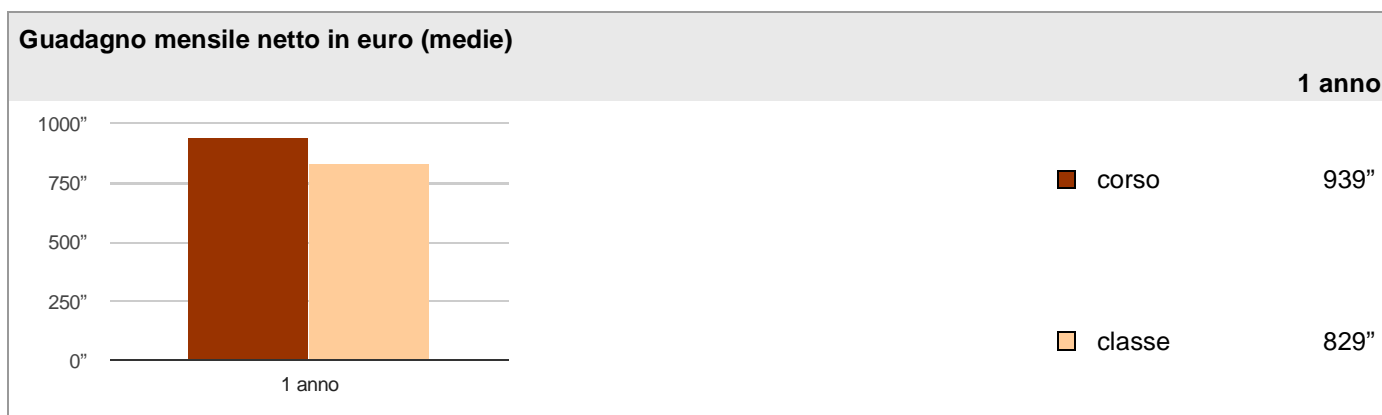 Guadagno mensile netto in euro (medie)
1 anno
1000”
750”
500”
250”
0”
1 anno
corso 939”
classe 829”